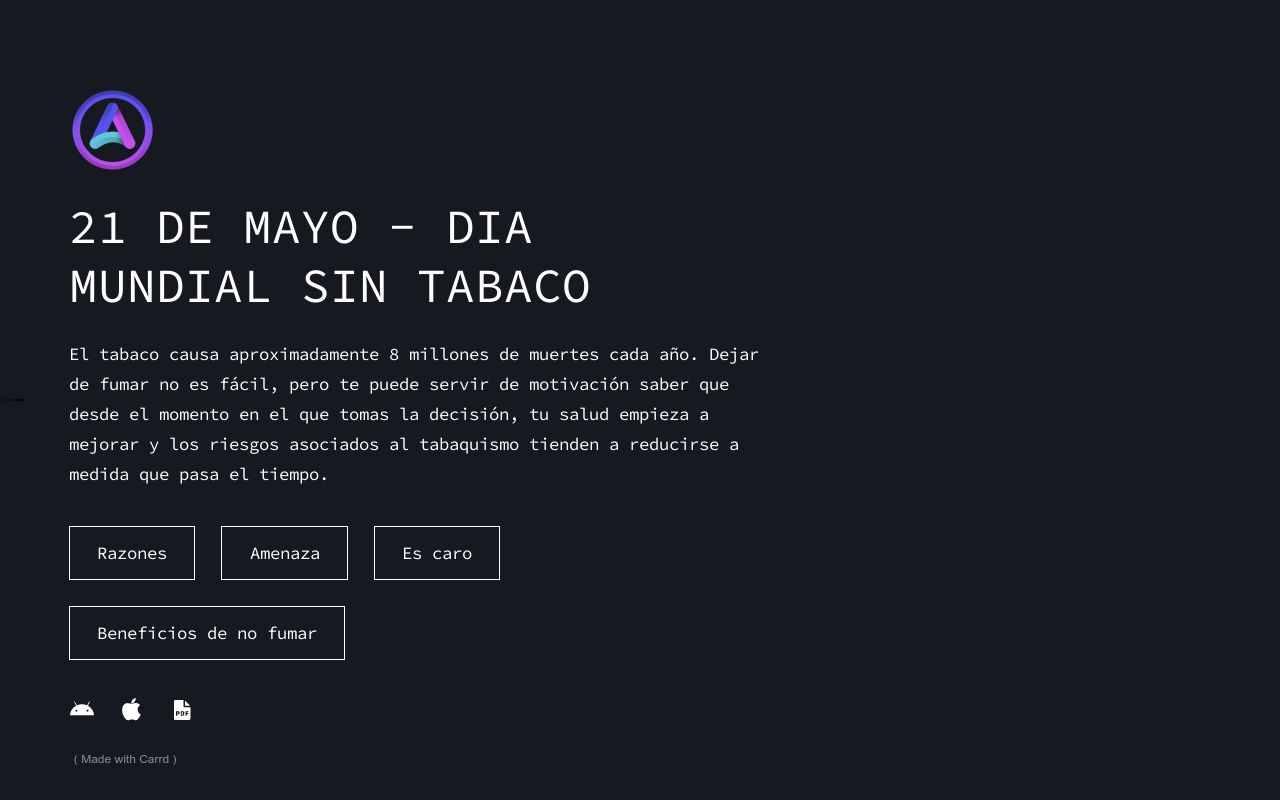 21 DE MAYO – DIA
MUNDIAL SIN TABACO
El tabaco causa aproximadamente 8 millones de muertes cada año. Dejar
de fumar no es fácil, pero te puede servir de motivación saber que
desde el momento en el que tomas la decisión, tu salud empieza a
mejorar y los riesgos asociados al tabaquismo tienden a reducirse a
medida que pasa el tiempo.
Razones
Amenaza
Es caro
Beneficios de no fumar
PDF
( Made with Carrd )